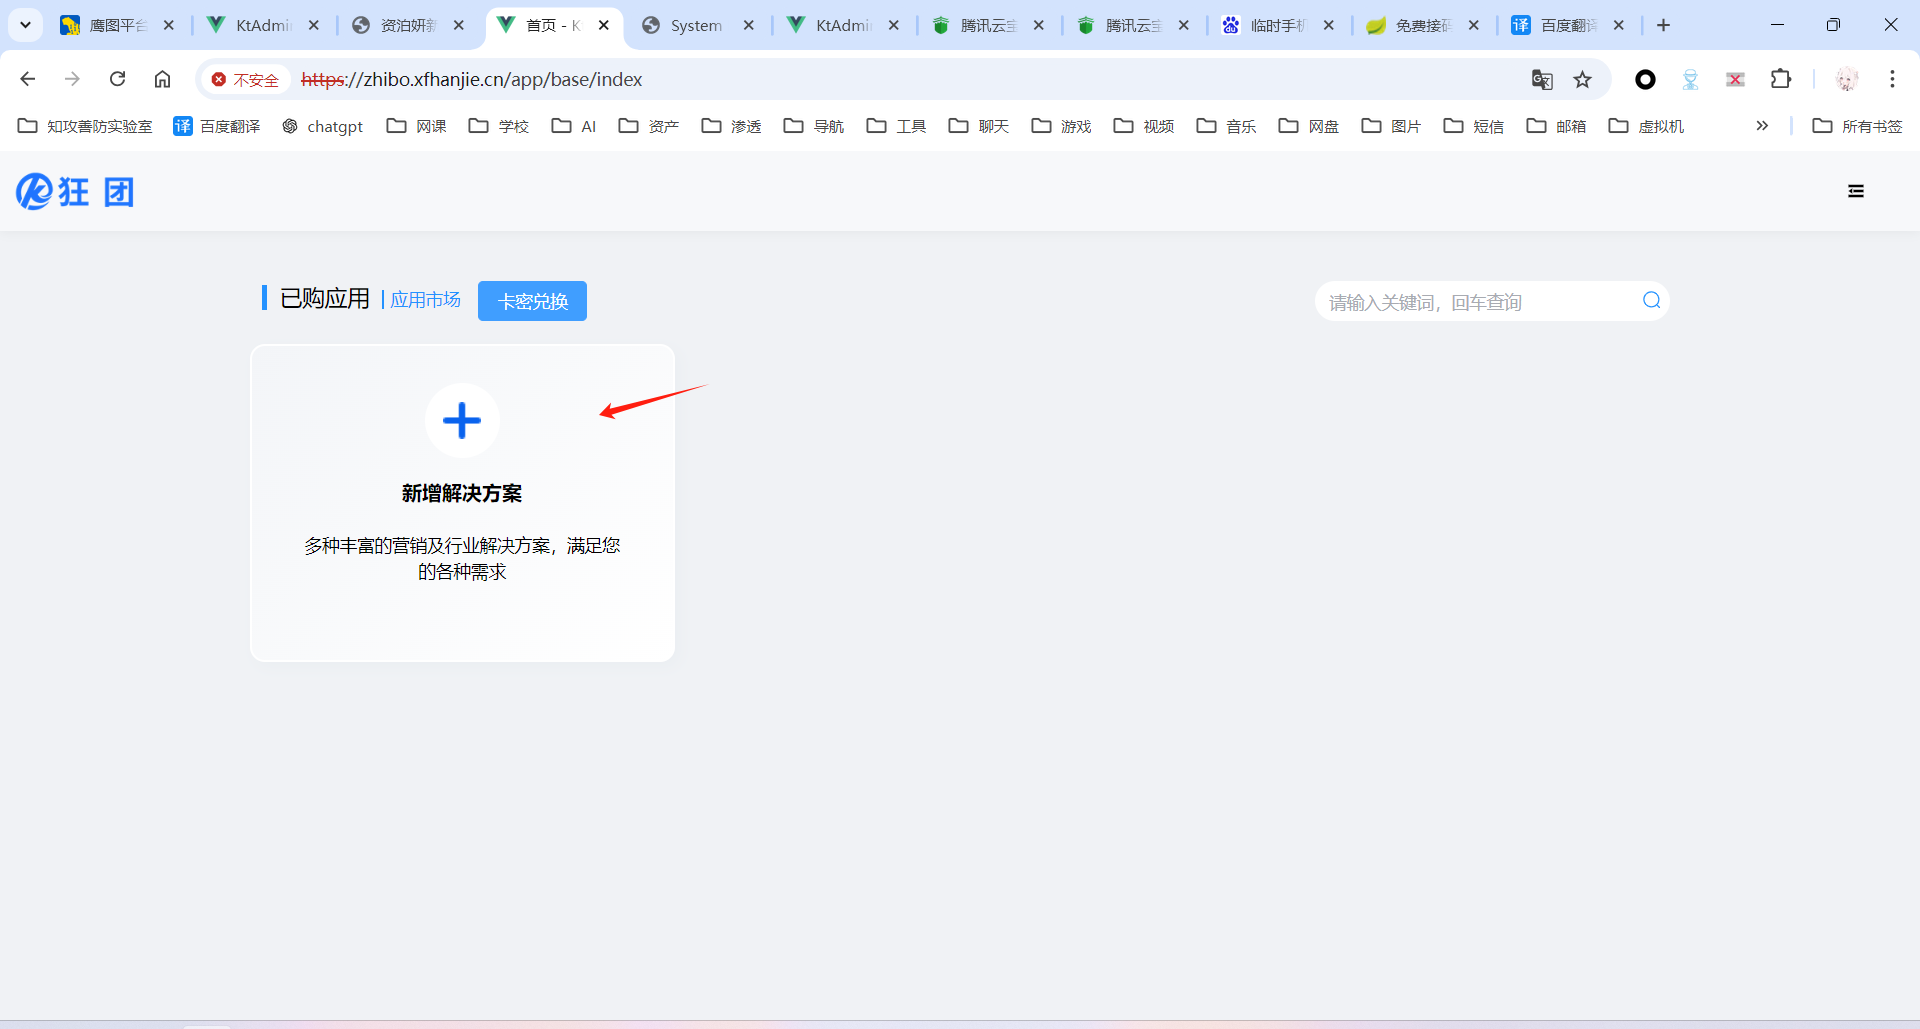 鹰图平台
KtAdmi
资泊妍新
首页 - K
System
KtAdmi
腾讯云宝
腾讯云宝
临时手机
免费接码
译 百度翻译
不安全 https://zhibo.xfhanjie.cn/app/base/index
知攻善防实验室 译 百度翻译 chatgpt 网课 学校 AI 资产 渗透 导航 工具 聊天 游戏 视频 音乐 网盘 图片 短信 邮箱 虚拟机 » 所有书签
狂 团
已购应用 | 应用市场 卡密兑换 请输入关键词，回车查询
新增解决方案
多种丰富的营销及行业解决方案，满足您
的各种需求